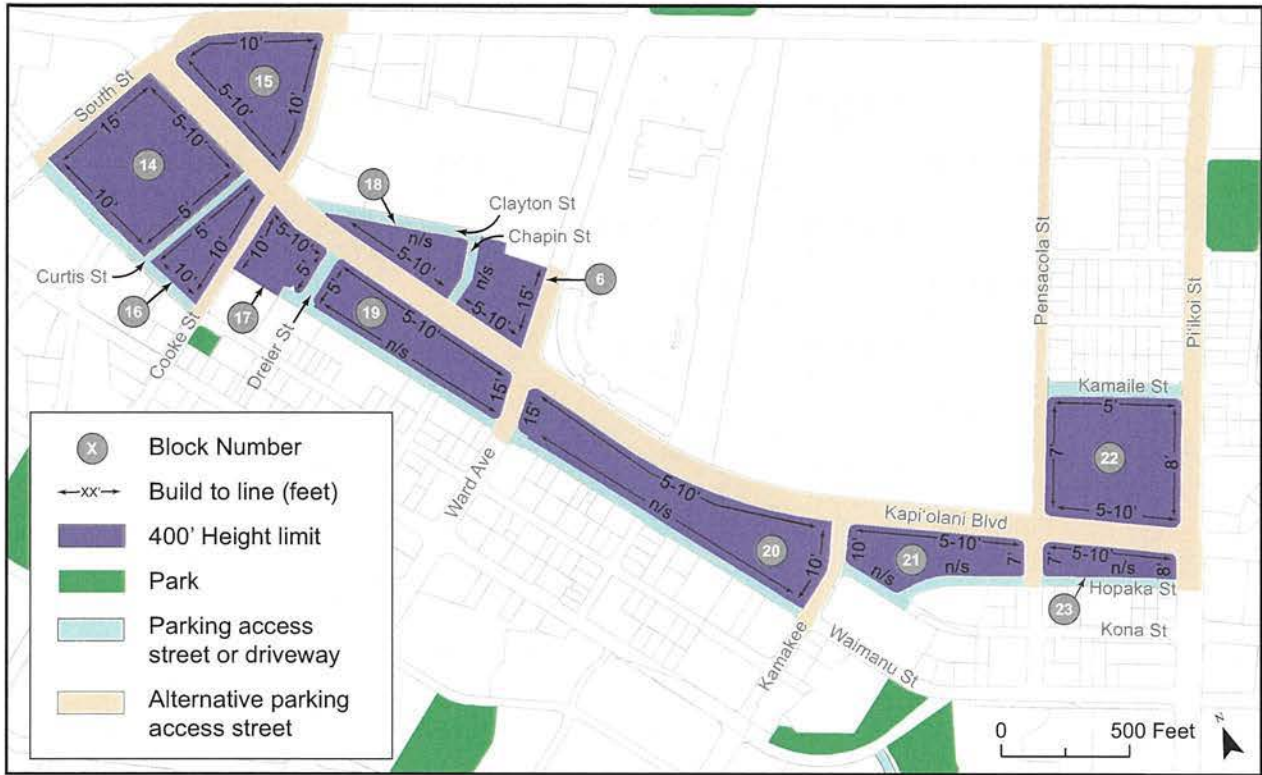 10'
5-10'
10'
15
South St
15'
5-10'
14
10'
5'
18
Clayton St
Chapin St
n/s
5-10'
n/s
15'
5-10'
6
Curtis St
5'
10'
10'
16
10'
5-10'
5'
17
Cooke St
Dreier St
5'
19
5-10'
n/s
15'
15'
Ward Ave
5-10'
n/s
20
10'
Kamakee
Kapi'olani Blvd
10'
5-10'
7'
21
n/s
n/s
Waimanu St
Pensacola St
Pi'ikoi St
Kamaile St
5'
7'
22
8'
5-10'
7'
5-10'
n/s
8'
Hopaka St
23
Kona St
X Block Number
XX' Build to line (feet)
400' Height limit
Park
Parking access
street or driveway
Alternative parking
access street
0 500 Feet
N